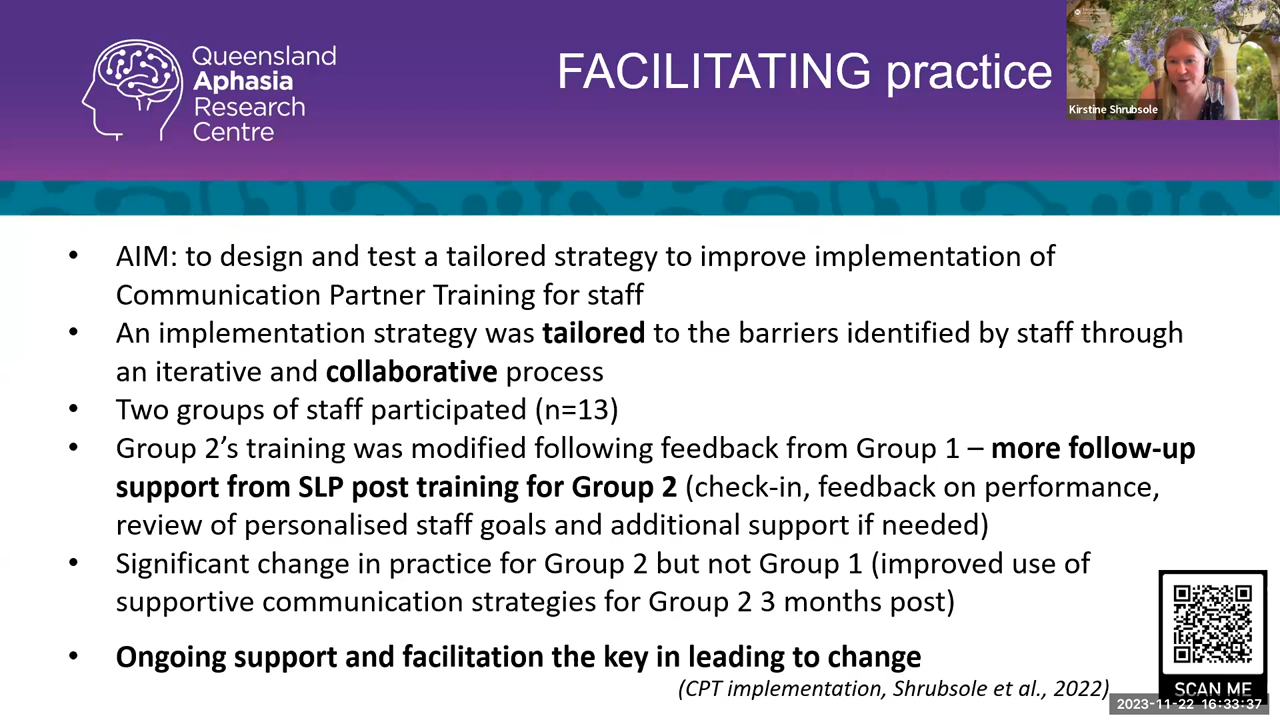 Queensland
Aphasia
Research
Centre
FACILITATING practice
Kirstine Shrubsole
• AIM: to design and test a tailored strategy to improve implementation of
Communication Partner Training for staff
• An implementation strategy was tailored to the barriers identified by staff through
an iterative and collaborative process
• Two groups of staff participated (n=13)
• Group 2’s training was modified following feedback from Group 1 – more follow-up
support from SLP post training for Group 2 (check-in, feedback on performance,
review of personalised staff goals and additional support if needed)
• Significant change in practice for Group 2 but not Group 1 (improved use of
supportive communication strategies for Group 2 3 months post)
• Ongoing support and facilitation the key in leading to change
(CPT implementation, Shrubsole et al., 2022)
SCAN ME
2023-11-22 16:33:37